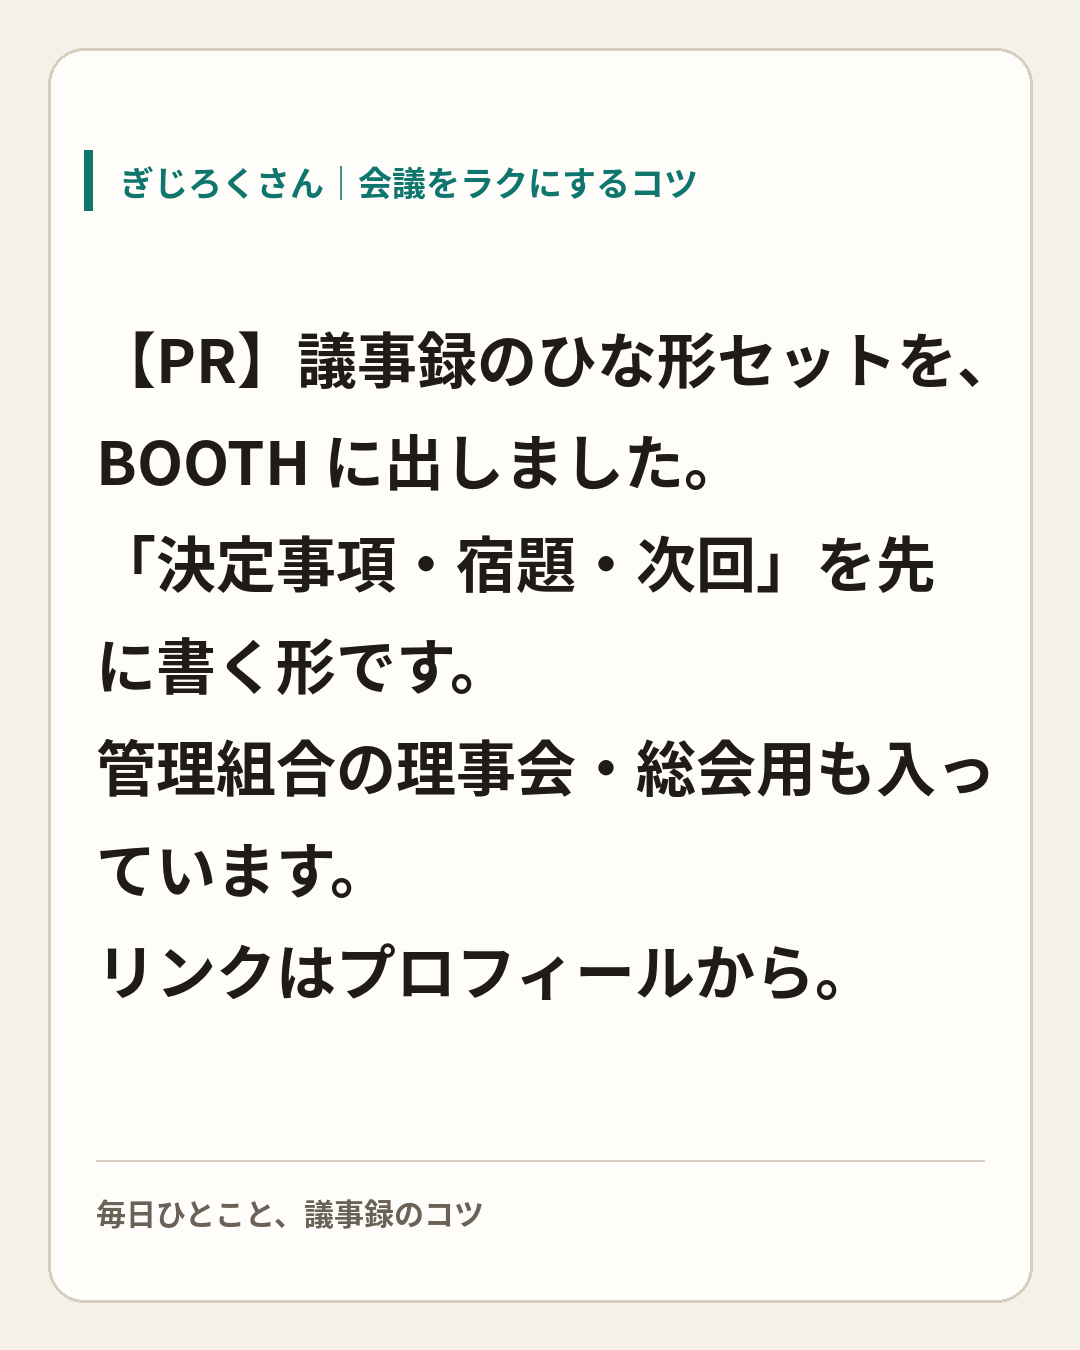 ぎじろくさん｜会議をラクにするコツ
【PR】議事録のひな形セットを、
BOOTH に出しました。
「決定事項・宿題・次回」を先
に書く形です。
管理組合の理事会・総会用も入っ
ています。
リンクはプロフィールから。
毎日ひとこと、議事録のコツ